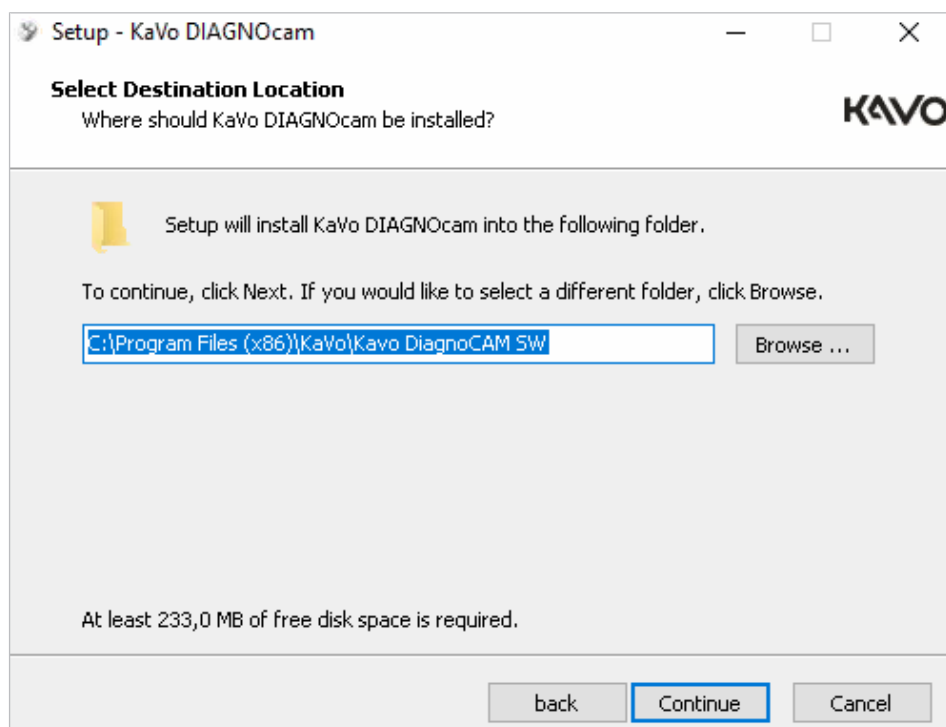 Setup - KaVo DIAGNOcam
Select Destination Location
Where should KaVo DIAGNOcam be installed?
KAVO
Setup will install KaVo DIAGNOcam into the following folder.
To continue, click Next. If you would like to select a different folder, click Browse.
C:\Program Files (x86)\KaVo\Kavo DiagnoCAM SW
Browse ...
At least 233,0 MB of free disk space is required.
back
Continue
Cancel